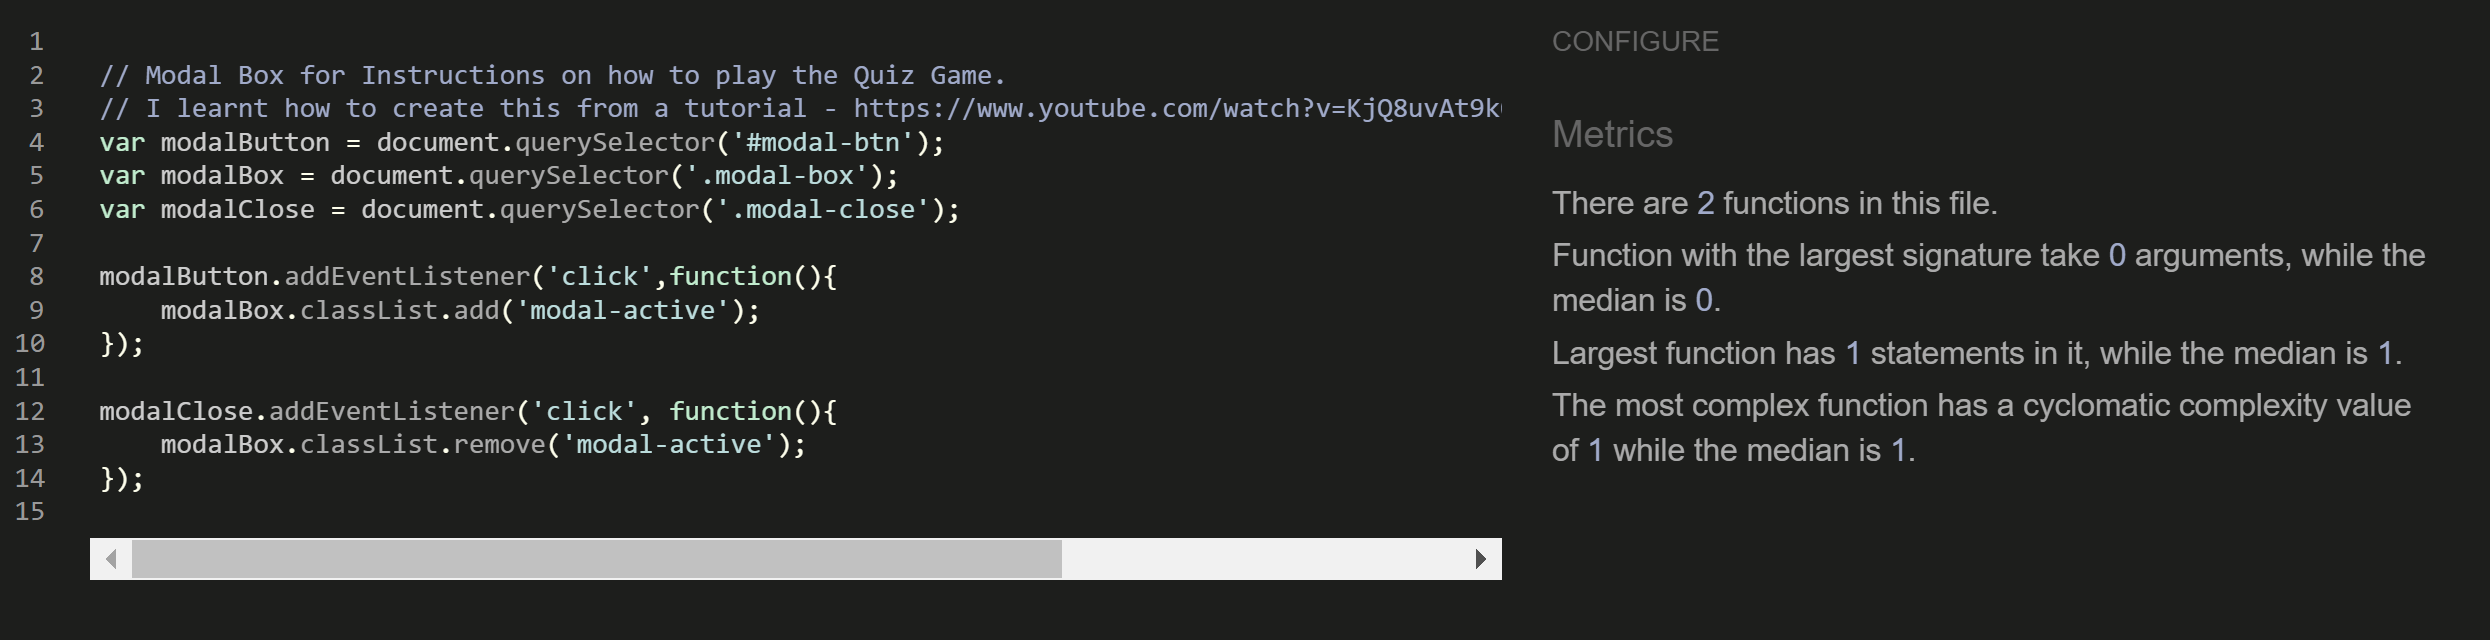 1
2 // Modal Box for Instructions on how to play the Quiz Game.
3 // I learnt how to create this from a tutorial - https://www.youtube.com/watch?v=KjQ8uvAt9k
4 var modalButton = document.querySelector('#modal-btn');
5 var modalBox = document.querySelector('.modal-box');
6 var modalClose = document.querySelector('.modal-close');
7
8 modalButton.addEventListener('click',function(){
9     modalBox.classList.add('modal-active');
10 });
11
12 modalClose.addEventListener('click', function(){
13     modalBox.classList.remove('modal-active');
14 });
15
CONFIGURE
Metrics
There are 2 functions in this file.
Function with the largest signature take 0 arguments, while the
median is 0.
Largest function has 1 statements in it, while the median is 1.
The most complex function has a cyclomatic complexity value
of 1 while the median is 1.